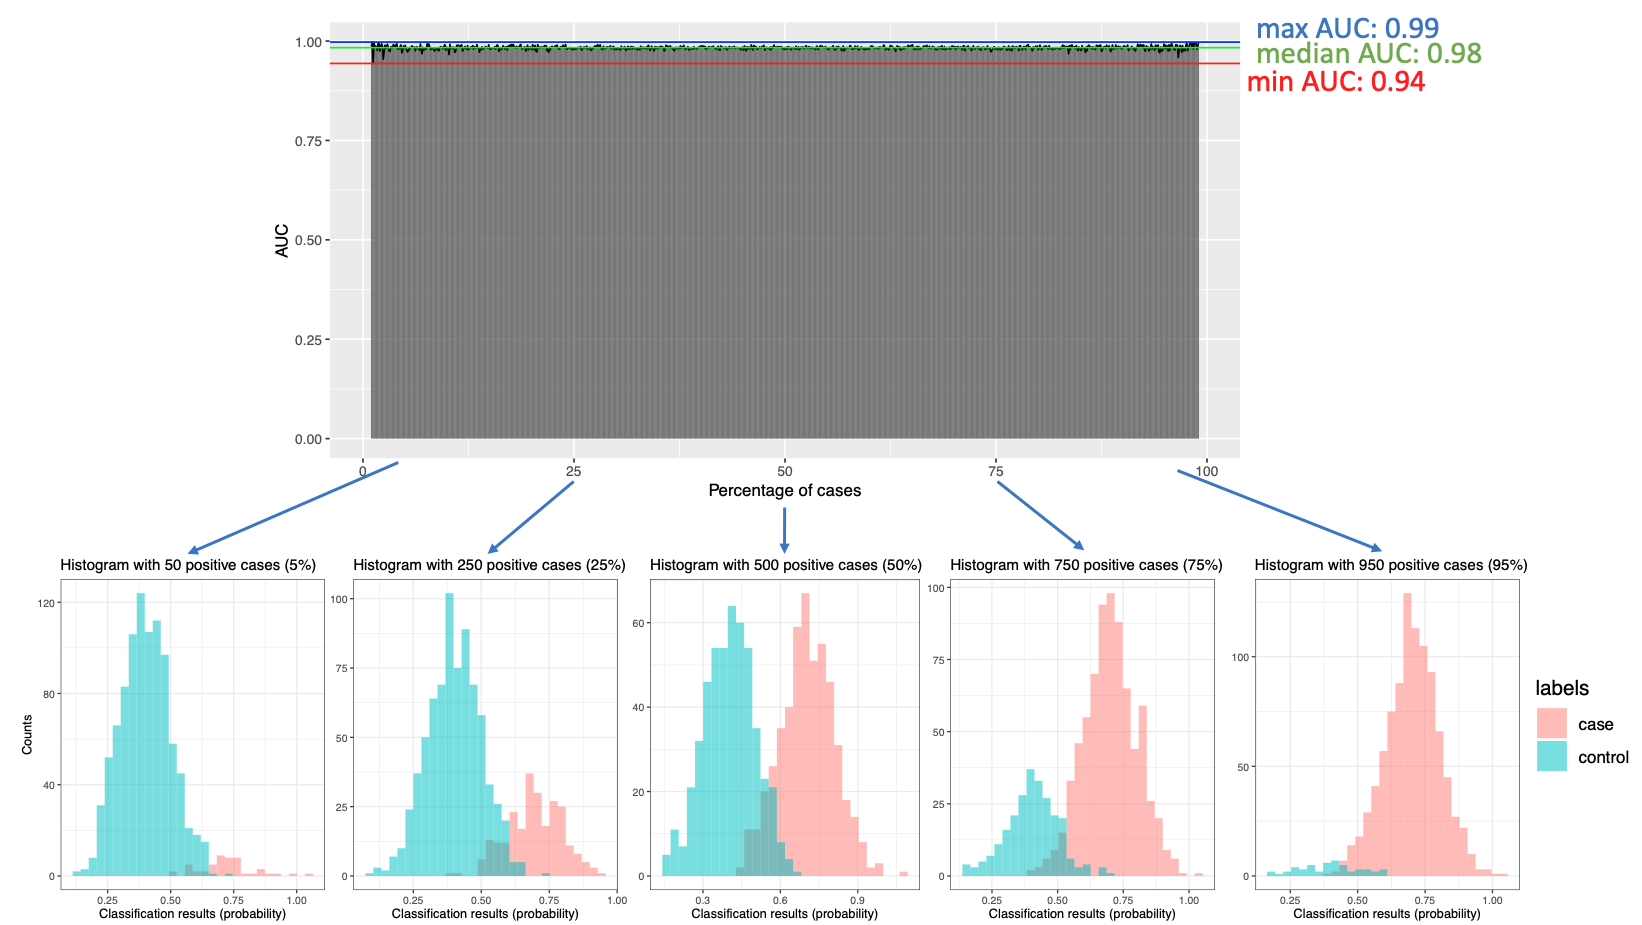 max AUC: 0.99
median AUC: 0.98
min AUC: 0.94
1.00
0.75
0.50
0.25
0.00
AUC
0 25 50 75 100
Percentage of cases
Histogram with 50 positive cases (5%)
120
80
40
0
Counts
0.25 0.50 0.75 1.00
Classification results (probability)
Histogram with 250 positive cases (25%)
100
75
50
25
0
0.25 0.50 0.75 1.00
Classification results (probability)
Histogram with 500 positive cases (50%)
60
40
20
0
0.3 0.6 0.9
Classification results (probability)
Histogram with 750 positive cases (75%)
100
75
50
25
0
0.25 0.50 0.75 1.00
Classification results (probability)
Histogram with 950 positive cases (95%)
100
50
0
0.25 0.50 0.75 1.00
Classification results (probability)
labels
case
control